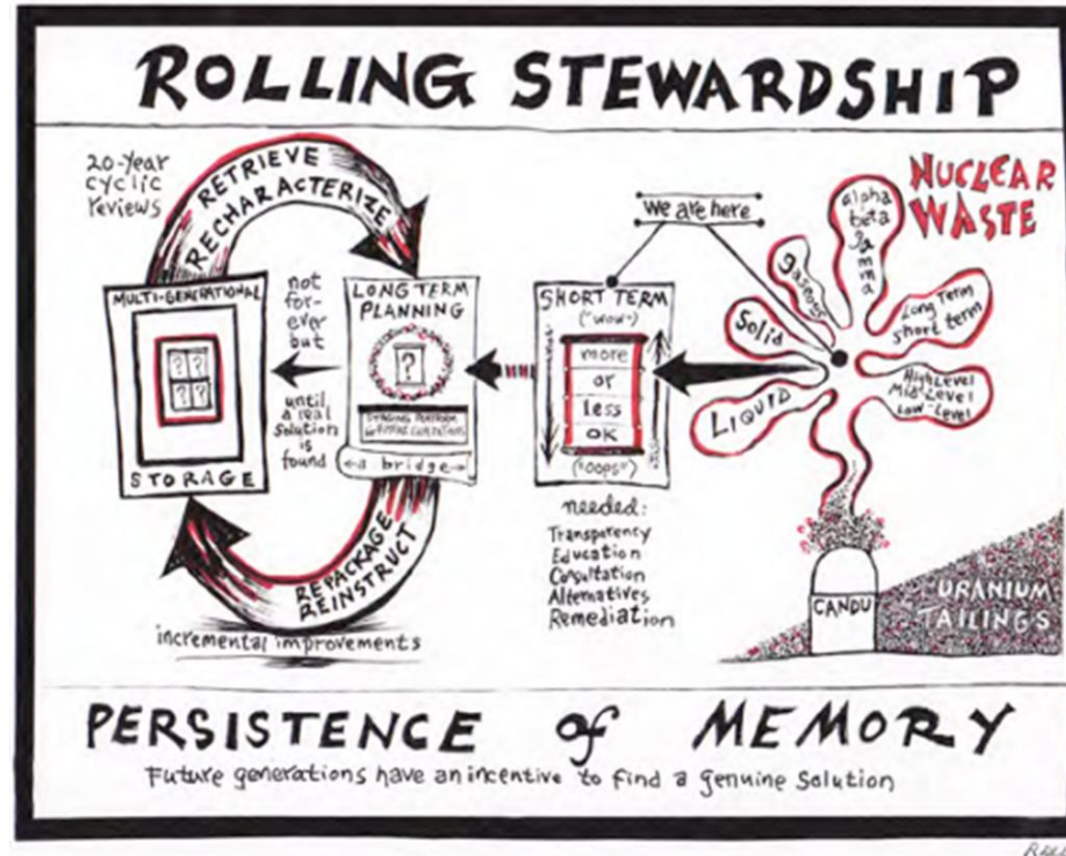 ROLLING STEWARDSHIP
20-Year
cyclic
reviews
RETRIEVE
RECHARACTERIZE
MULTI-GENERATIONAL
? ?
? ?
STORAGE
not
for-
ever
but
until
a real
solution
is
found
LONG TERM
PLANNING
?
a bridge
REPACKAGE
REINSTRUCT
incremental improvements
we are here
SHORT TERM
("wow")
more
or
less
OK
("oops")
needed:
Transparency
Education
Consultation
Alternatives
Remediation
NUCLEAR
WASTE
alpha
beta
gamma
gaseous
Solid
LIQUID
Long Term
short term
High Level
Mid-Level
Low-Level
CANDU
URANIUM
TAILINGS
PERSISTENCE of MEMORY
Future generations have an incentive to find a genuine solution